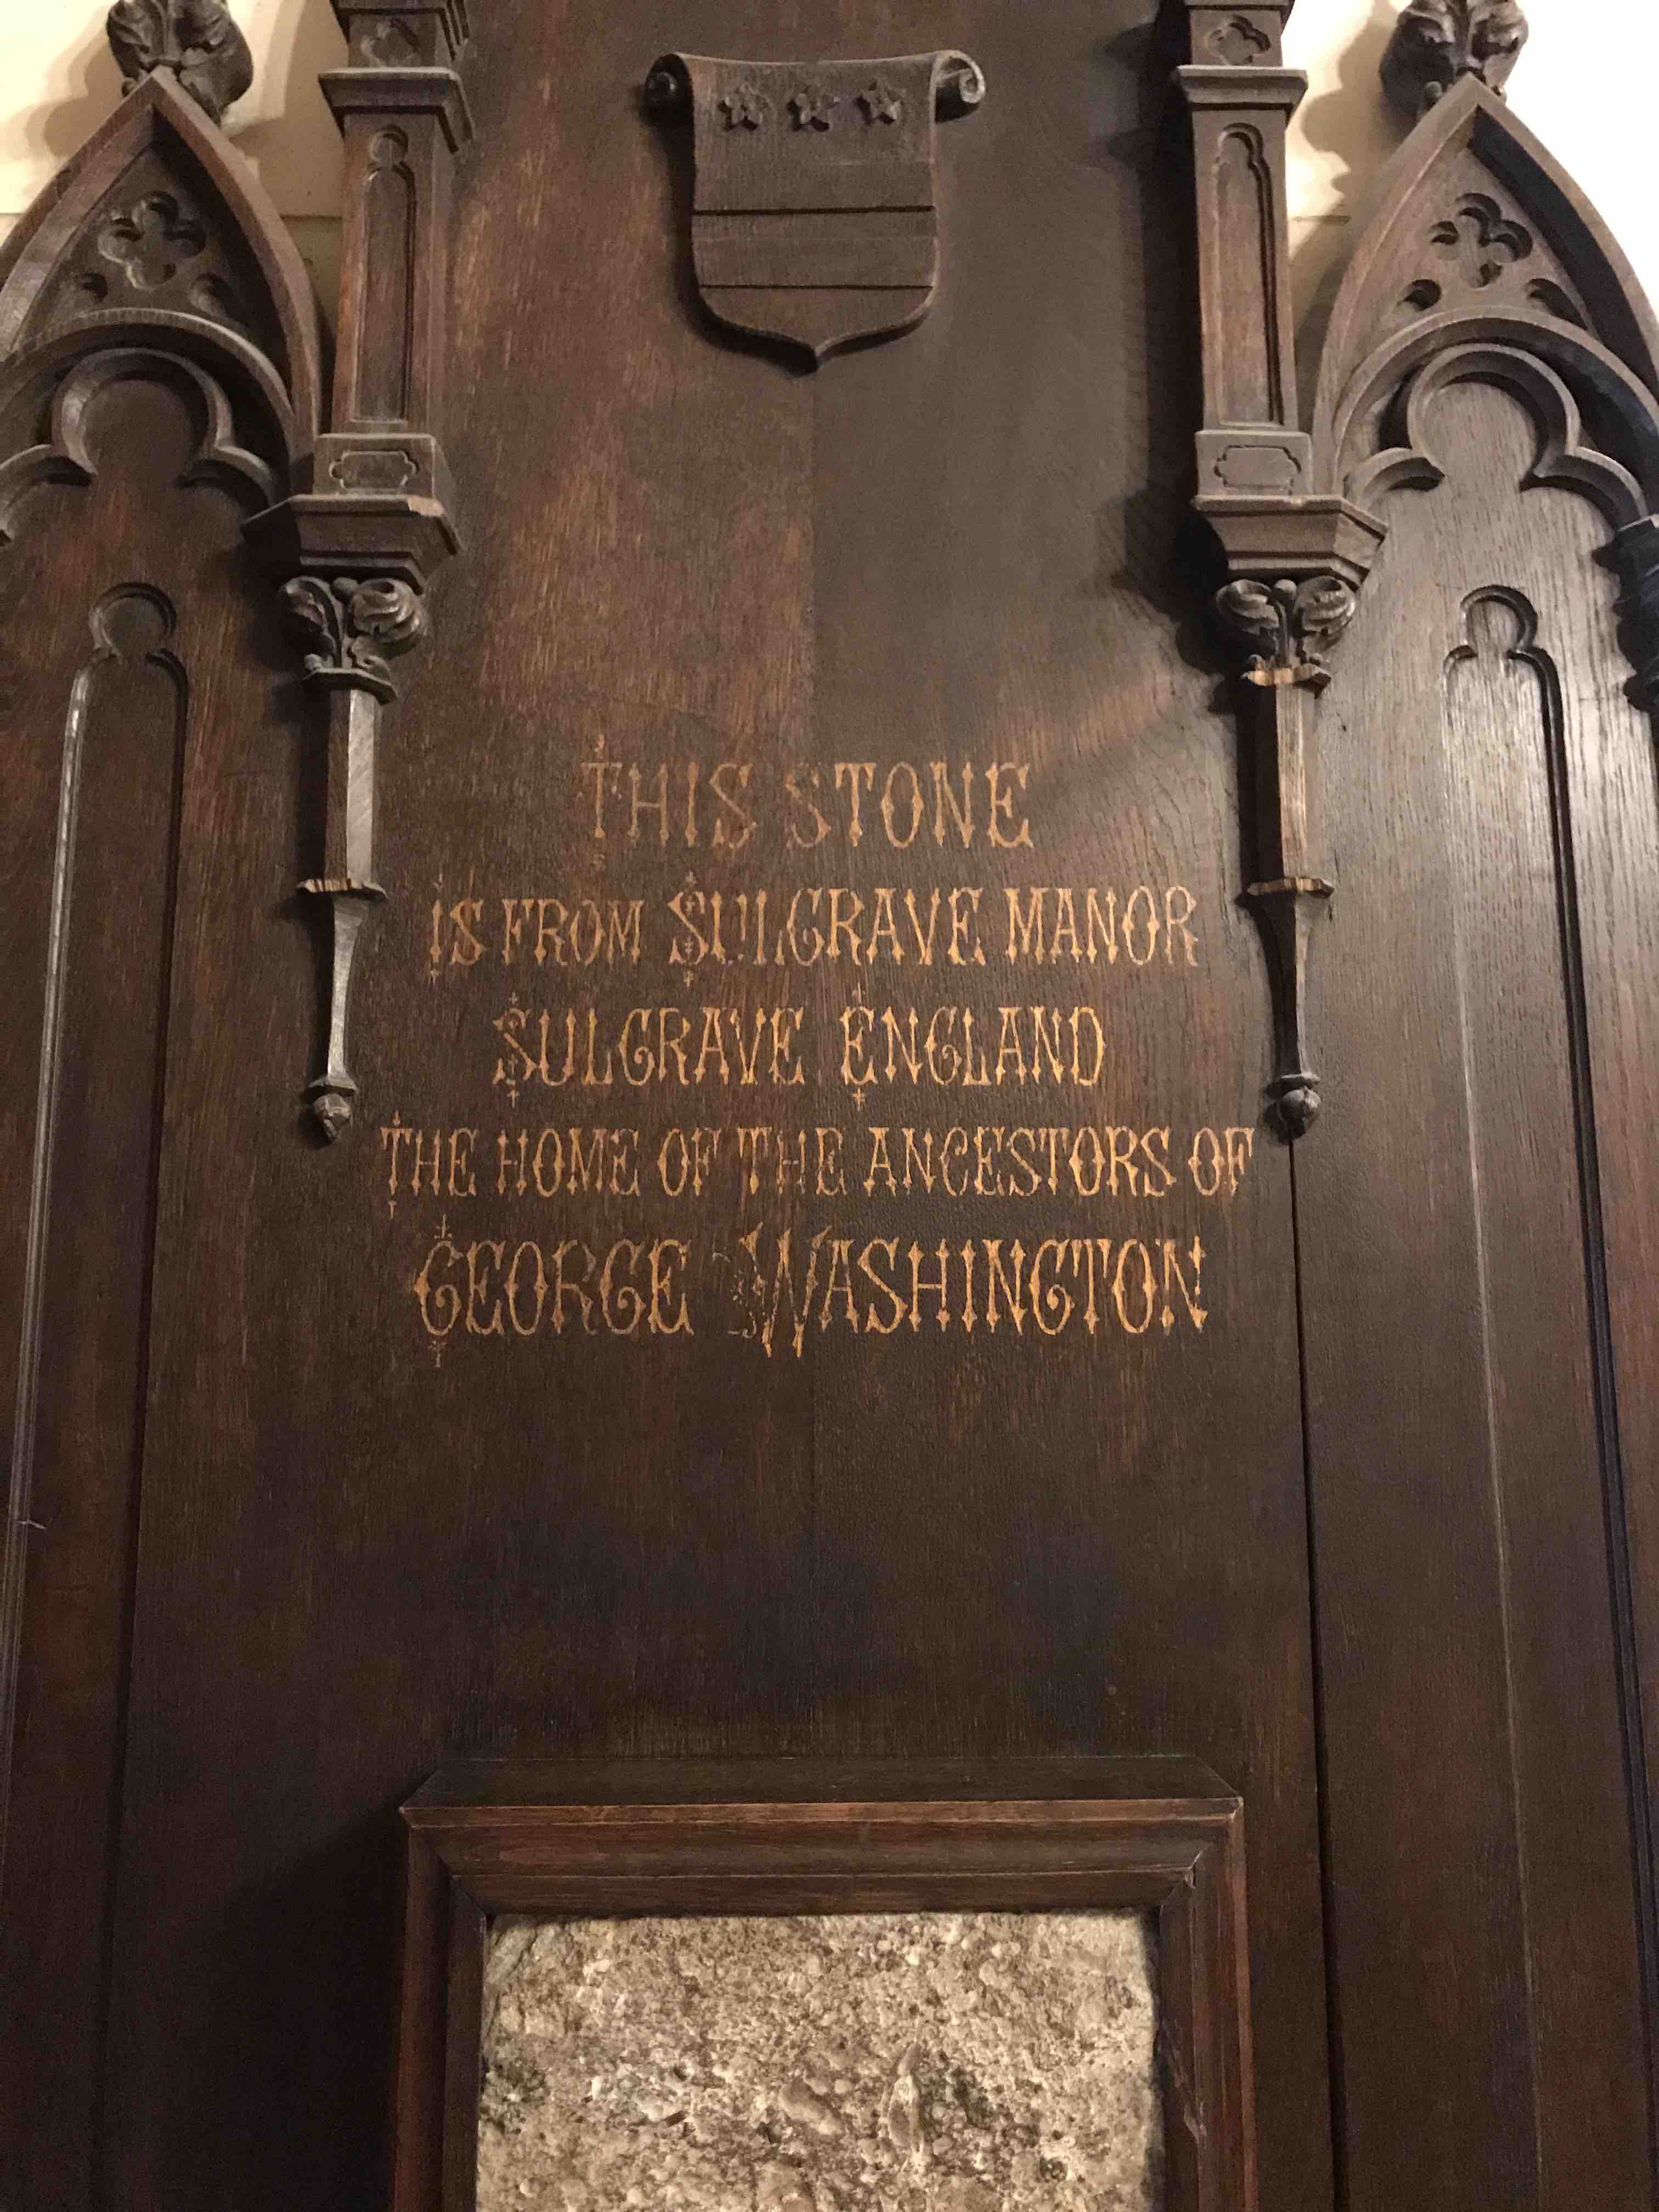 THIS STONE
IS FROM SULGRAVE MANOR
SULGRAVE ENGLAND
THE HOME OF THE ANCESTORS OF
GEORGE WASHINGTON